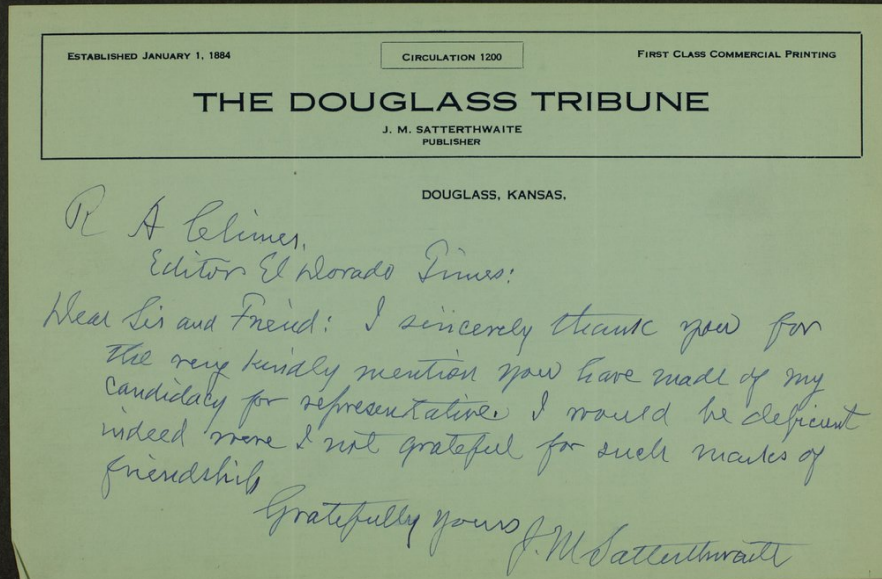 ESTABLISHED JANUARY 1, 1884
CIRCULATION 1200
FIRST CLASS COMMERCIAL PRINTING
THE DOUGLASS TRIBUNE
J. M. SATTERTHWAITE
PUBLISHER
DOUGLASS, KANSAS.
R A Clymer,
Editor El Dorado Times:
Dear Sir and Friend: I sincerely thank you for
the very kindly mention you have made of my
candidacy for representative. I would be deficient
indeed were I not grateful for such marks of
friendship
Gratefully yours
J. M Satterthwaite